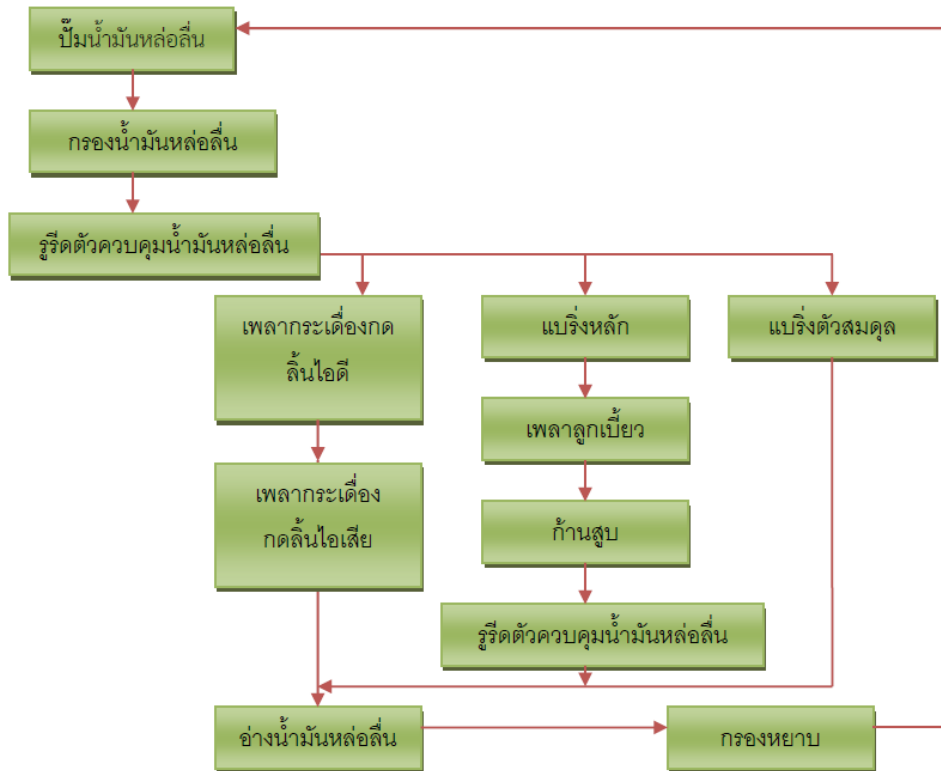 ปั๊มน้ำมันหล่อลื่น
กรองน้ำมันหล่อลื่น
รูรีดตัวควบคุมน้ำมันหล่อลื่น
เพลากระเดื่องกด
ลิ้นไอดี
แบริ่งหลัก
แบริ่งตัวสมดุล
เพลาลูกเบี้ยว
เพลากระเดื่อง
กดลิ้นไอเสีย
ก้านสูบ
รูรีดตัวควบคุมน้ำมันหล่อลื่น
อ่างน้ำมันหล่อลื่น
กรองหยาบ